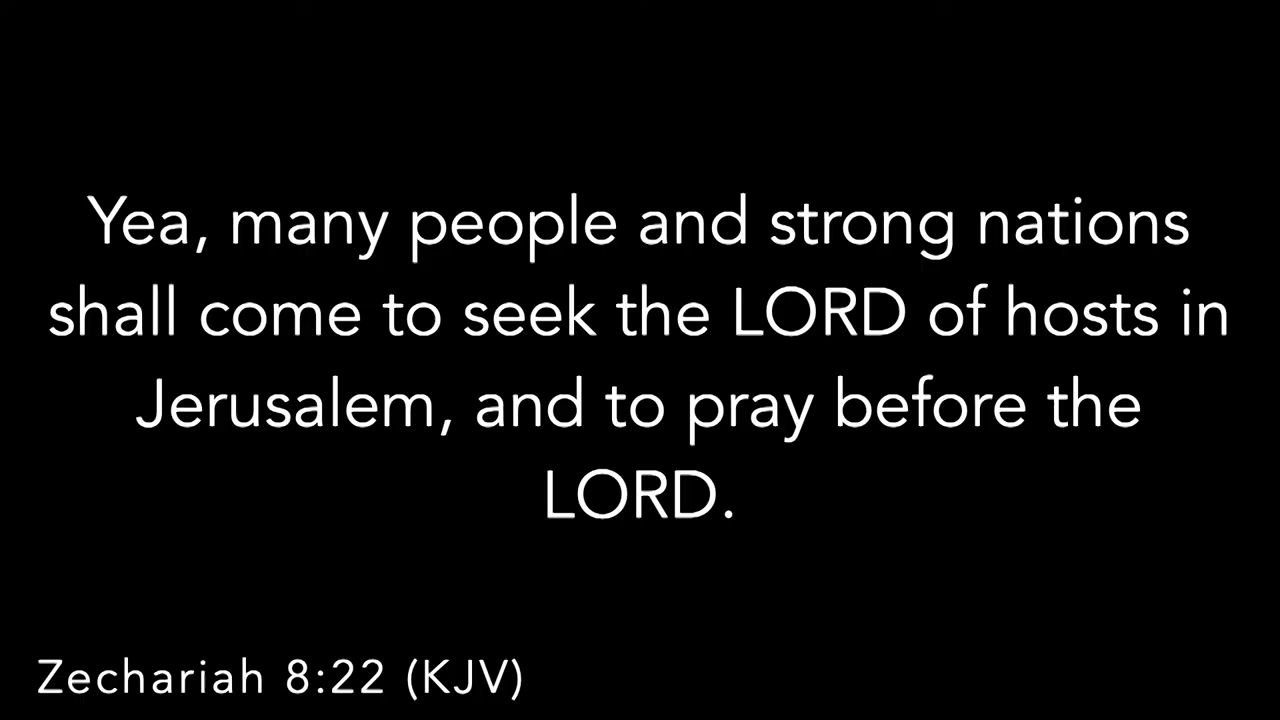 Yea, many people and strong nations
shall come to seek the LORD of hosts in
Jerusalem, and to pray before the
LORD.
Zechariah 8:22 (KJV)